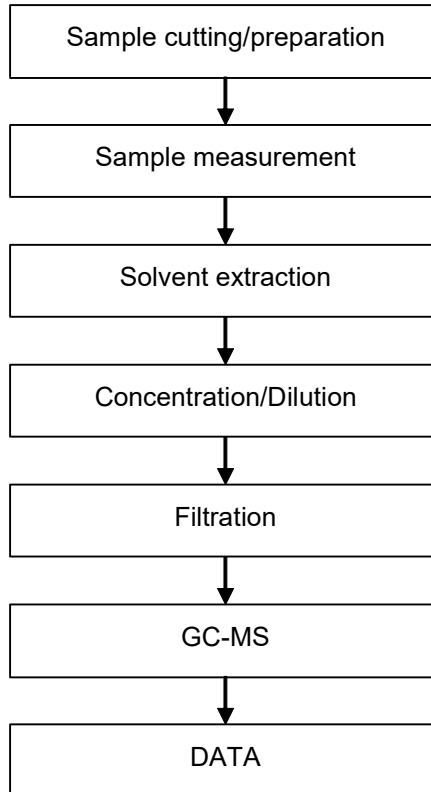 Sample cutting/preparation
Sample measurement
Solvent extraction
Concentration/Dilution
Filtration
GC-MS
DATA